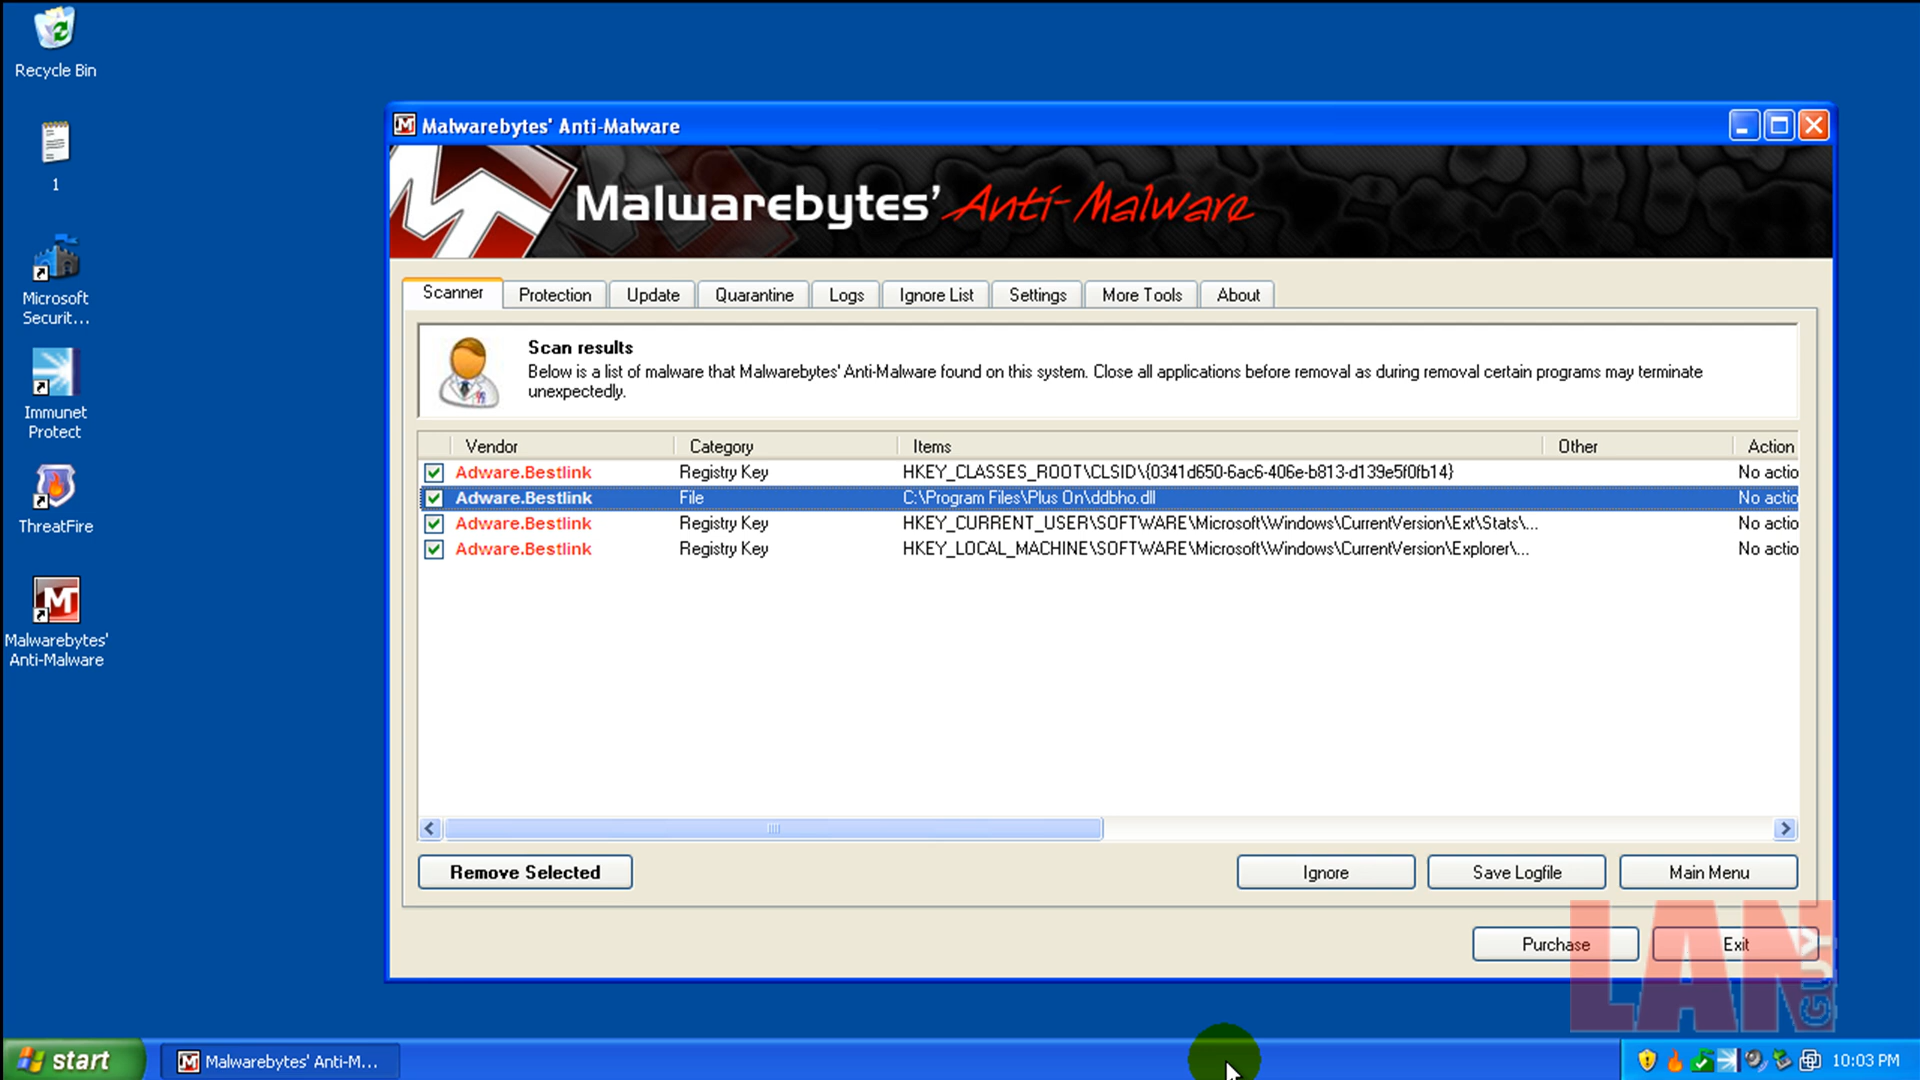 Recycle Bin
1
Microsoft
Securit...
Immunet
Protect
ThreatFire
Malwarebytes'
Anti-Malware
Malwarebytes' Anti-Malware
Malwarebytes' Anti-Malware
Scanner Protection Update Quarantine Logs Ignore List Settings More Tools About
Scan results
Below is a list of malware that Malwarebytes' Anti-Malware found on this system. Close all applications before removal as during removal certain programs may terminate
unexpectedly.
Vendor Category Items Other Action
Adware.Bestlink Registry Key HKEY_CLASSES_ROOT\CLSID\{0341d650-6ac6-406e-b813-d139e5f0fb14} No actio
Adware.Bestlink File C:\Program Files\Plus On\ddbho.dll No actio
Adware.Bestlink Registry Key HKEY_CURRENT_USER\SOFTWARE\Microsoft\Windows\CurrentVersion\Ext\Stats\... No actio
Adware.Bestlink Registry Key HKEY_LOCAL_MACHINE\SOFTWARE\Microsoft\Windows\CurrentVersion\Explorer\... No actio
Remove Selected Ignore Save Logfile Main Menu
Purchase Exit
LAN GUY
start Malwarebytes' Anti-M... 10:03 PM